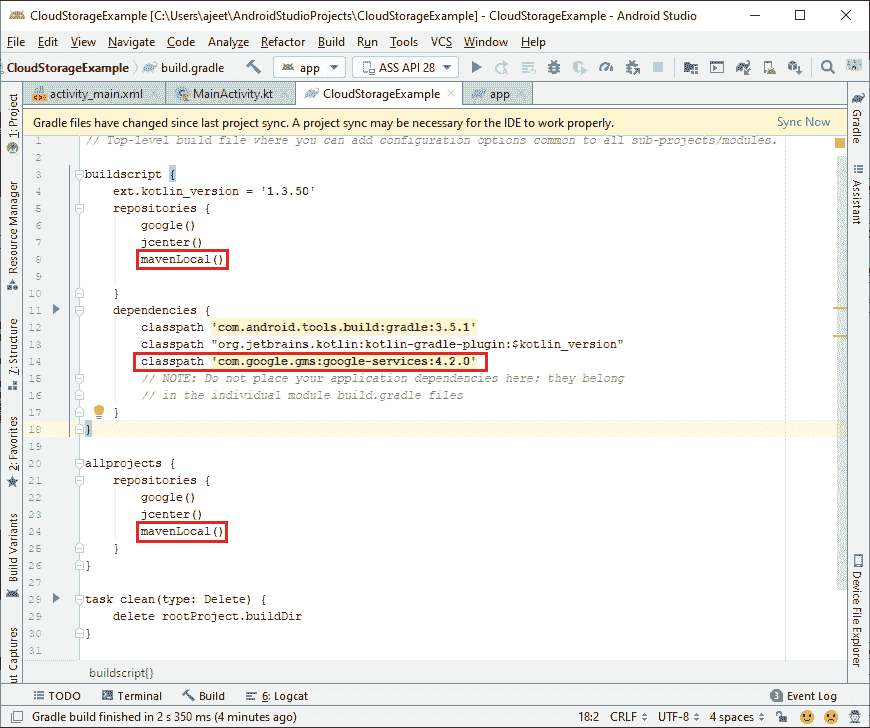 CloudStorageExample [C:\Users\ajeet\AndroidStudioProjects\CloudStorageExample] - CloudStorageExample - Android Studio
File Edit View Navigate Code Analyze Refactor Build Run Tools VCS Window Help
CloudStorageExample build.gradle app ASS API 28
activity_main.xml MainActivity.kt CloudStorageExample app
Gradle files have changed since last project sync. A project sync may be necessary for the IDE to work properly. Sync Now
1 // Top-level build file where you can add configuration options common to all sub-projects/modules.
2
3 buildscript {
4 ext.kotlin_version = '1.3.50'
5 repositories {
6 google()
7 jcenter()
8 mavenLocal()
9
10 }
11 dependencies {
12 classpath 'com.android.tools.build:gradle:3.5.1'
13 classpath "org.jetbrains.kotlin:kotlin-gradle-plugin:$kotlin_version"
14 classpath 'com.google.gms:google-services:4.2.0'
15 // NOTE: Do not place your application dependencies here; they belong
16 // in the individual module build.gradle files
17 }
18 }
19
20 allprojects {
21 repositories {
22 google()
23 jcenter()
24 mavenLocal()
25 }
26 }
27
28 task clean(type: Delete) {
29 delete rootProject.buildDir
30 }
31
buildscript{}
1: Project
Resource Manager
7: Structure
2: Favorites
Build Variants
ut Captures
Gradle
Assistant
Device File Explorer
TODO Terminal Build 6: Logcat 3 Event Log
Gradle build finished in 2 s 350 ms (4 minutes ago) 18:2 CRLF UTF-8 4 spaces